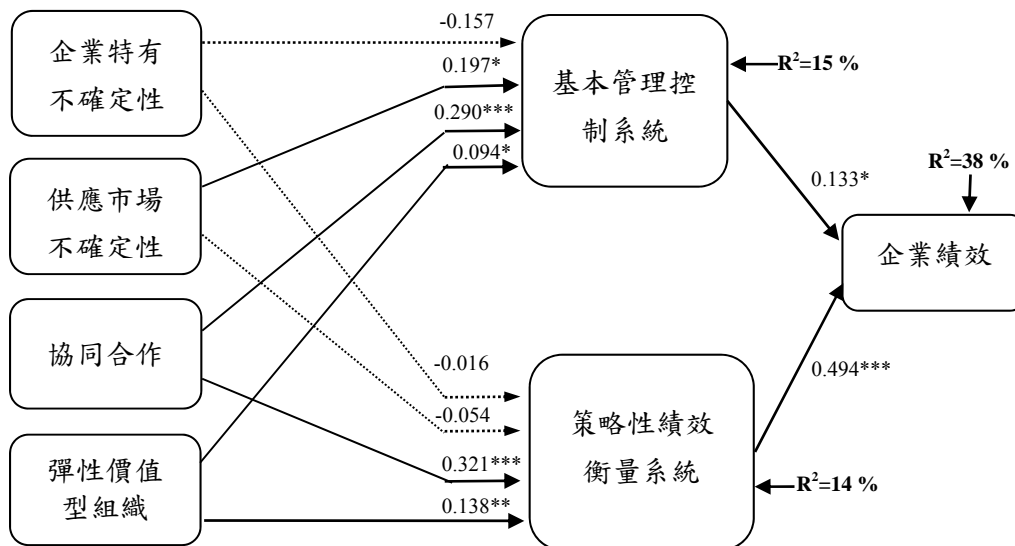 企業特有
不確定性
供應市場
不確定性
協同合作
彈性價值
型組織
-0.157
0.197*
0.290***
0.094*
-0.016
-0.054
0.321***
0.138**
基本管理控
制系統
R²=15 %
策略性績效
衡量系統
R²=14 %
0.133*
0.494***
R²=38 %
企業績效